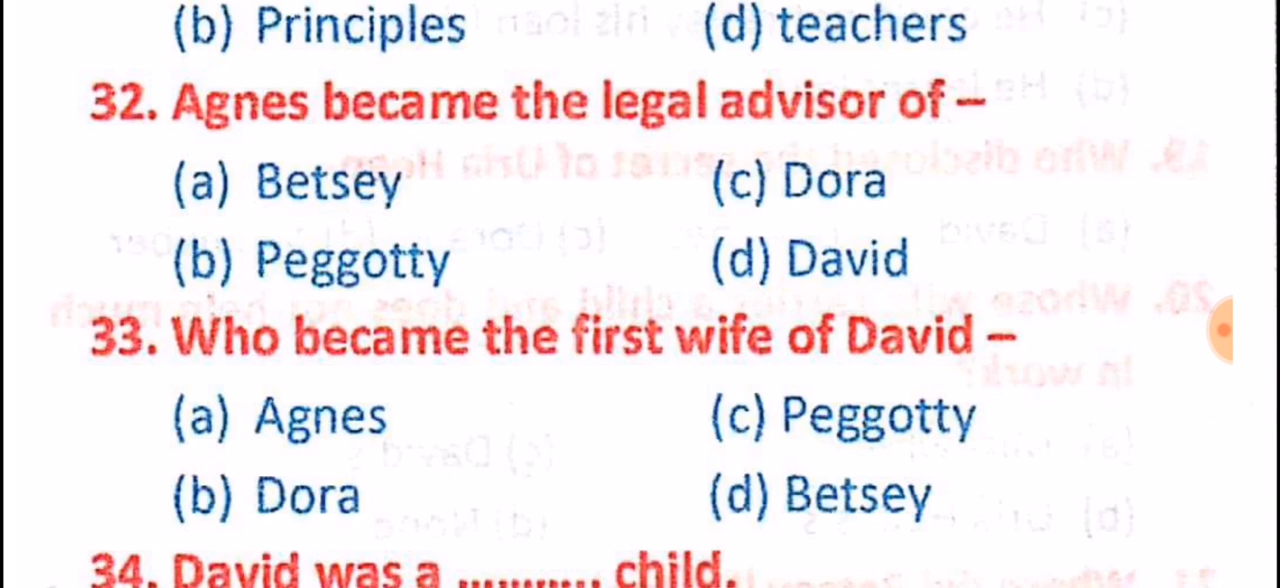 (b) Principles (d) teachers
32. Agnes became the legal advisor of –
(a) Betsey (c) Dora
(b) Peggotty (d) David
33. Who became the first wife of David –
(a) Agnes (c) Peggotty
(b) Dora (d) Betsey
34. David was a ............ child.